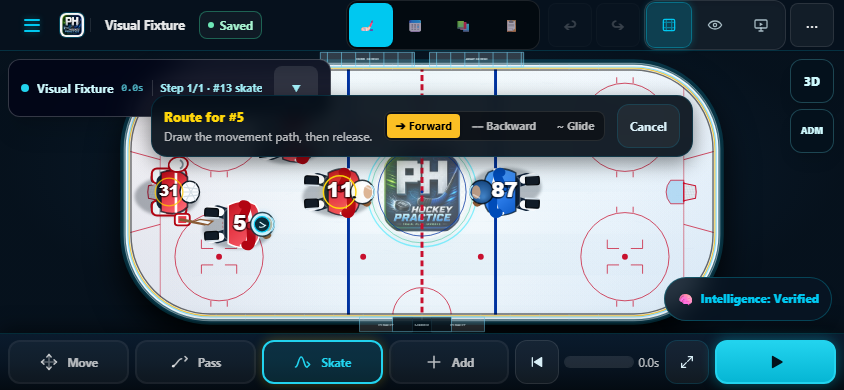 PH
Visual Fixture
Saved
...
Visual Fixture 0.0s Step 1/1 · #13 skate ▼
3D
Route for #5
Draw the movement path, then release.
➔ Forward
— Backward
~ Glide
Cancel
ADM
31
11
87
5
PH
HOCKEY
PRACTICE
Intelligence: Verified
Move
Pass
Skate
Add
0.0s